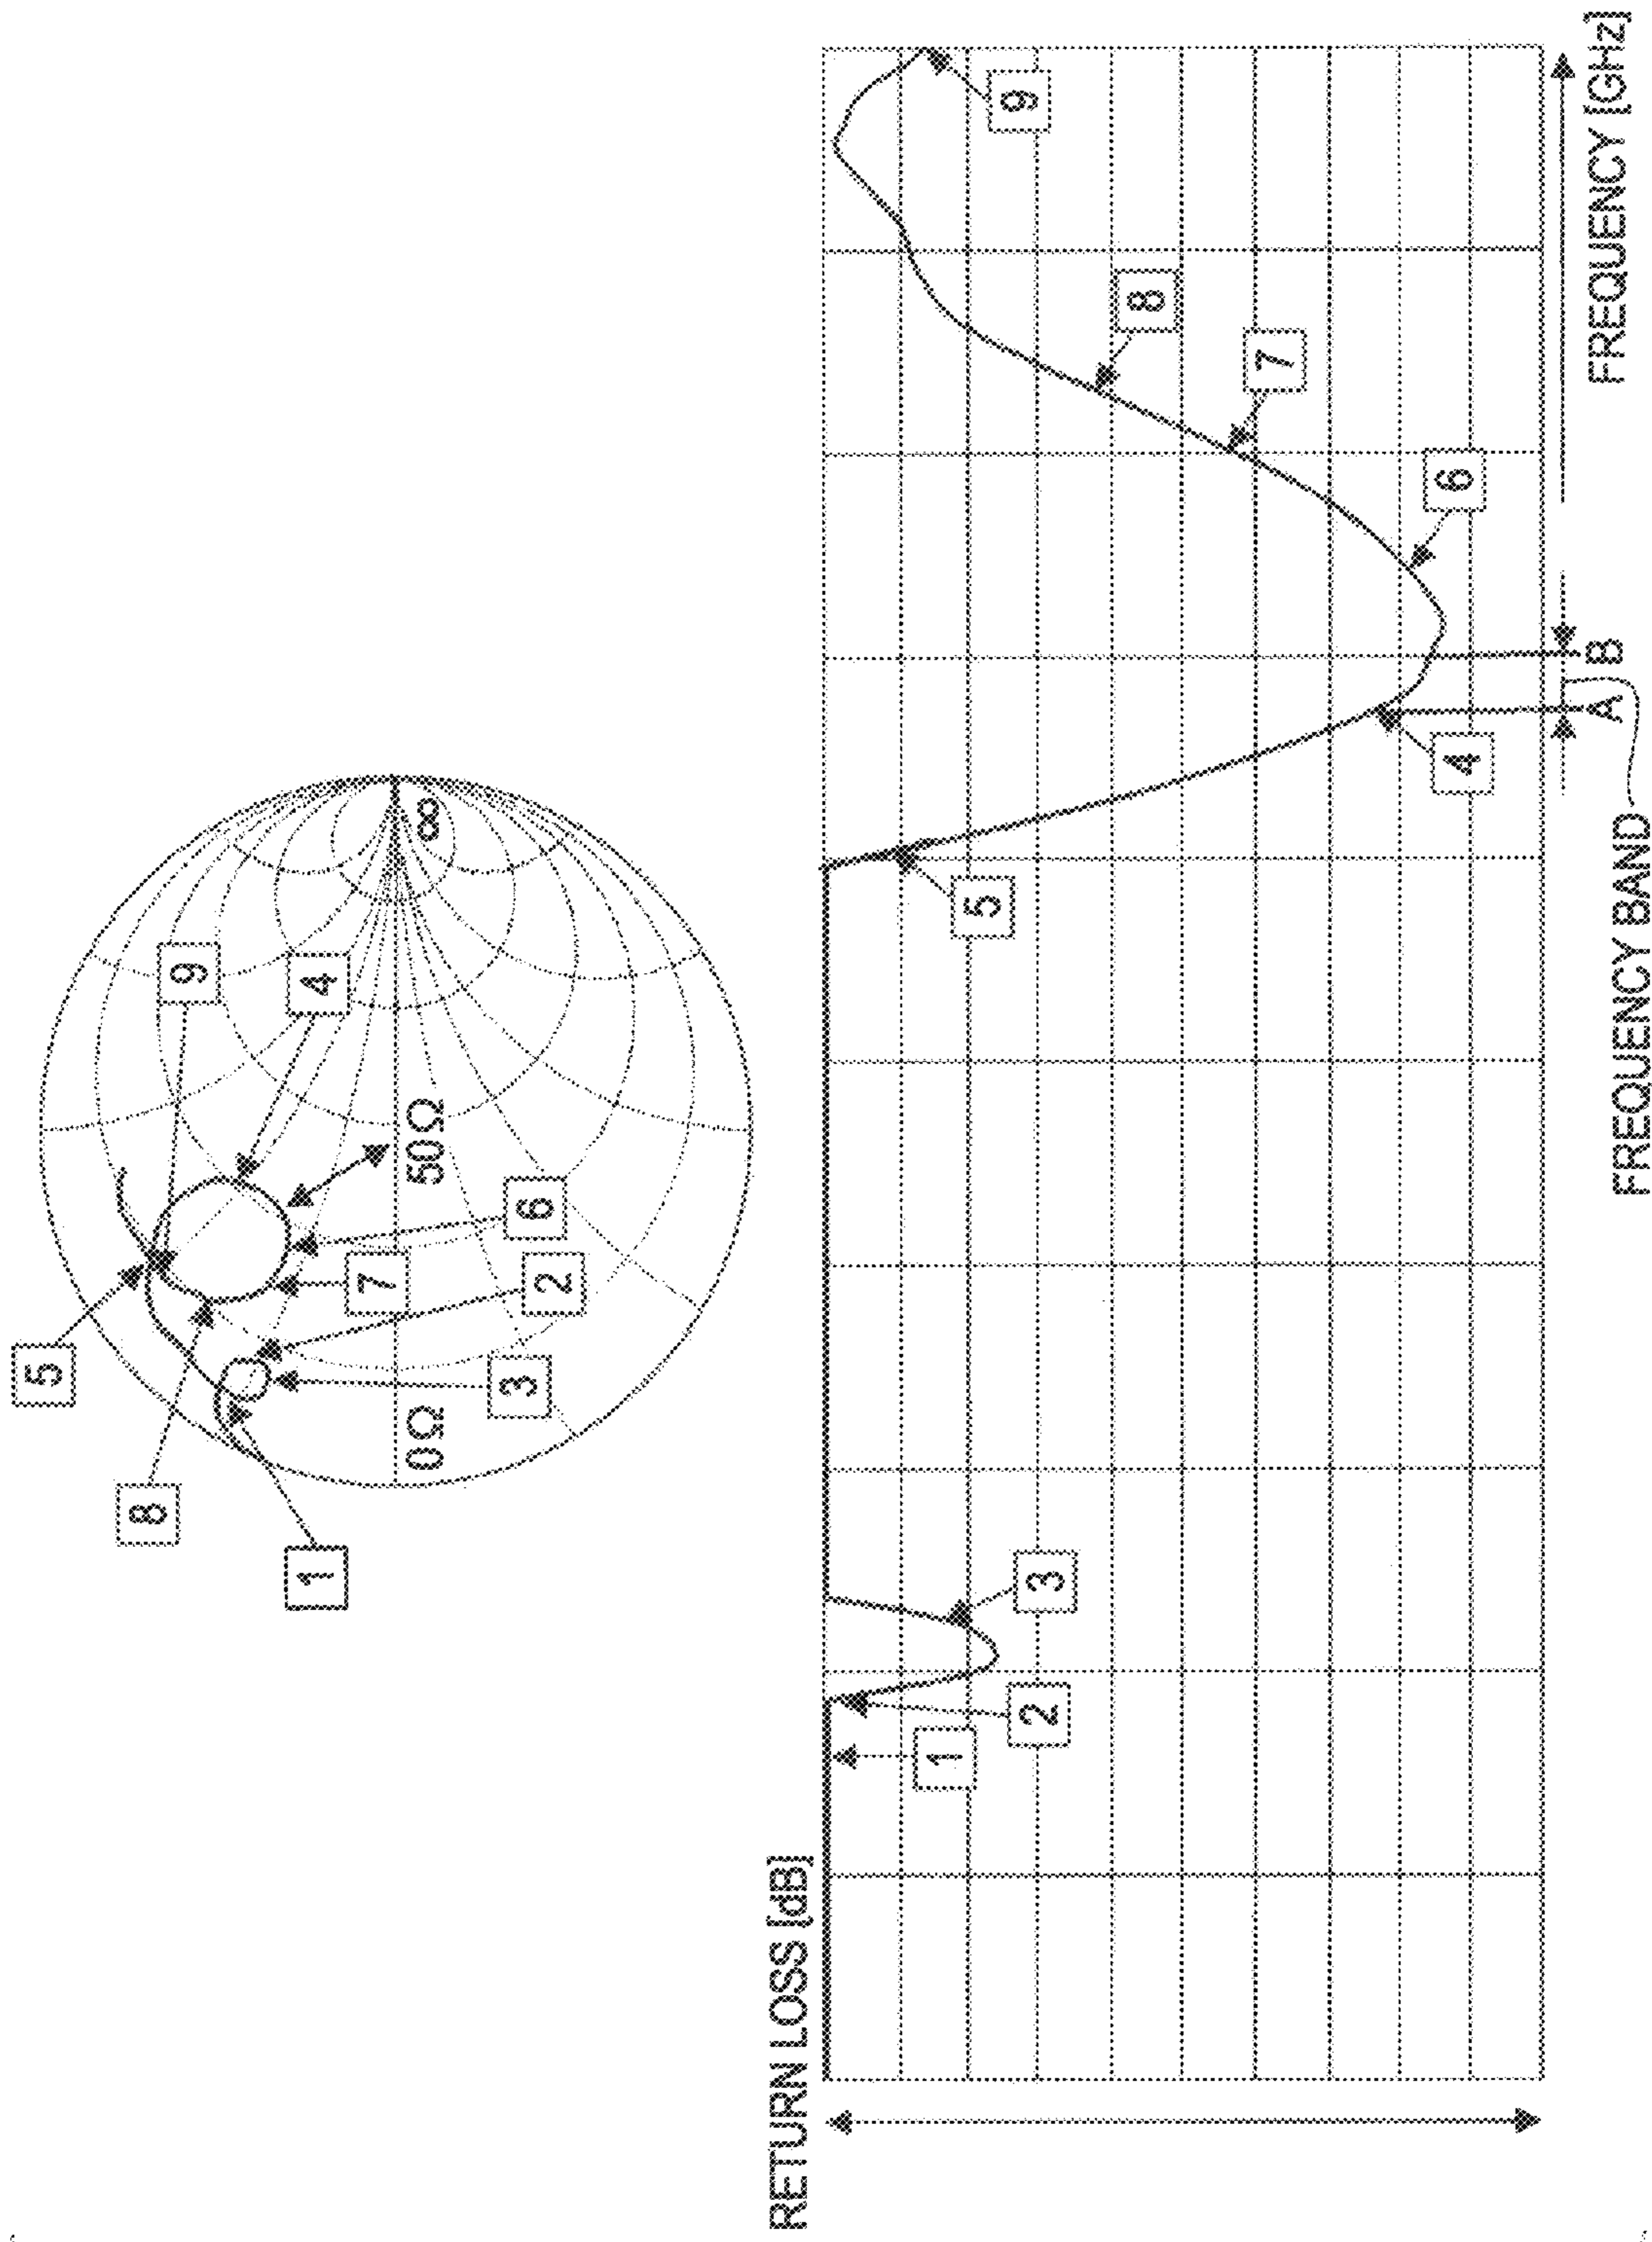 5
8
9
1
4
7
0Ω
50Ω
∞
3
2
6
RETURN LOSS [dB]
1
2
3
5
9
8
7
4
6
A
B
FREQUENCY [GHz]
FREQUENCY BAND